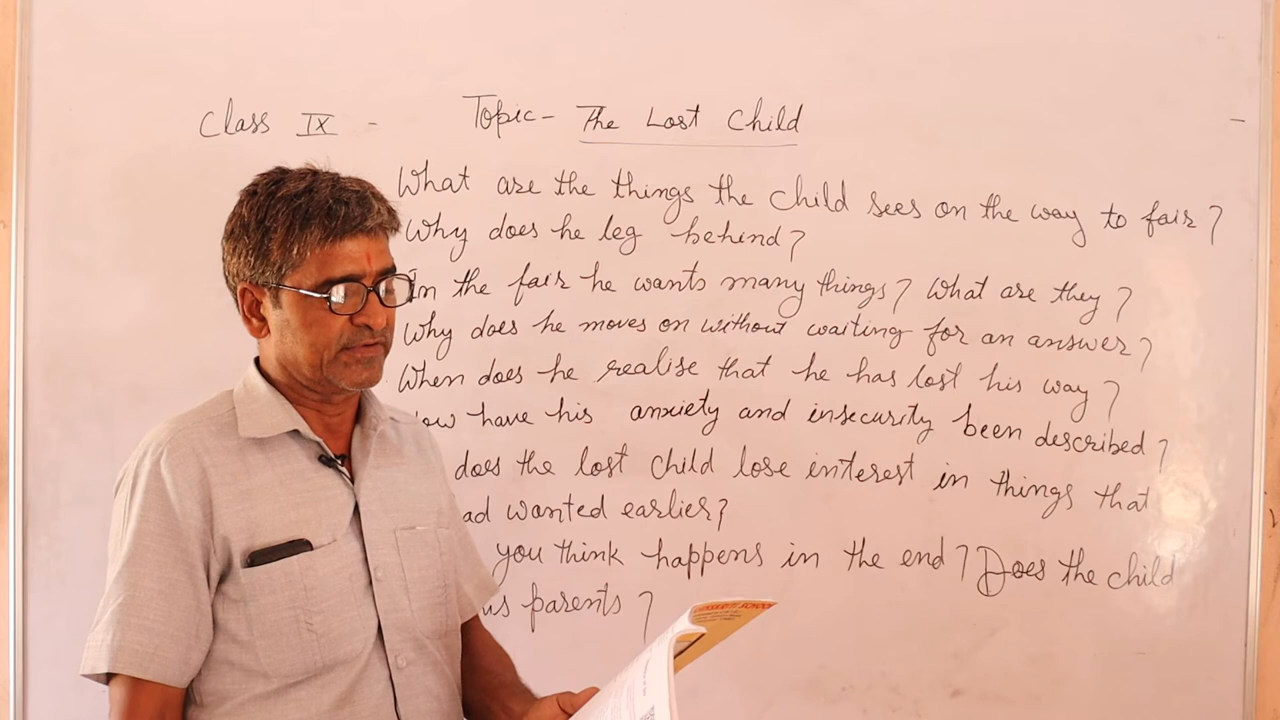 Class IX - Topic - The Lost Child -
What are the things the child sees on the way to fair?
Why does he leg behind?
In the fair he wants many things? What are they?
Why does he moves on without waiting for an answer?
When does he realise that he has lost his way?
have his anxiety and insecurity been described?
does the lost child lose interest in things that
wanted earlier?
you think happens in the end? Does the child
parents?